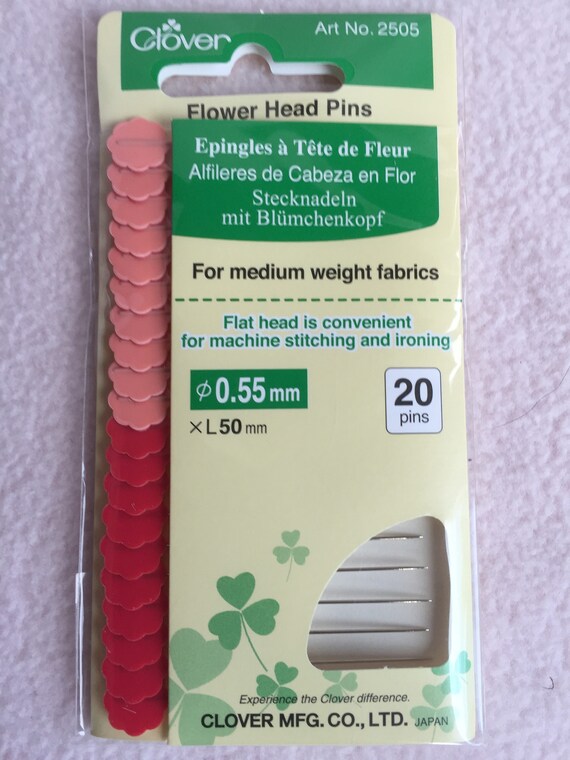 Clover
Art No. 2505
Flower Head Pins
Epingles à Tête de Fleur
Alfileres de Cabeza en Flor
Stecknadeln
mit Blümchenkopf
For medium weight fabrics
Flat head is convenient
for machine stitching and ironing
ϕ0.55mm
×L50mm
20
pins
Experience the Clover difference.
CLOVER MFG. CO., LTD. JAPAN